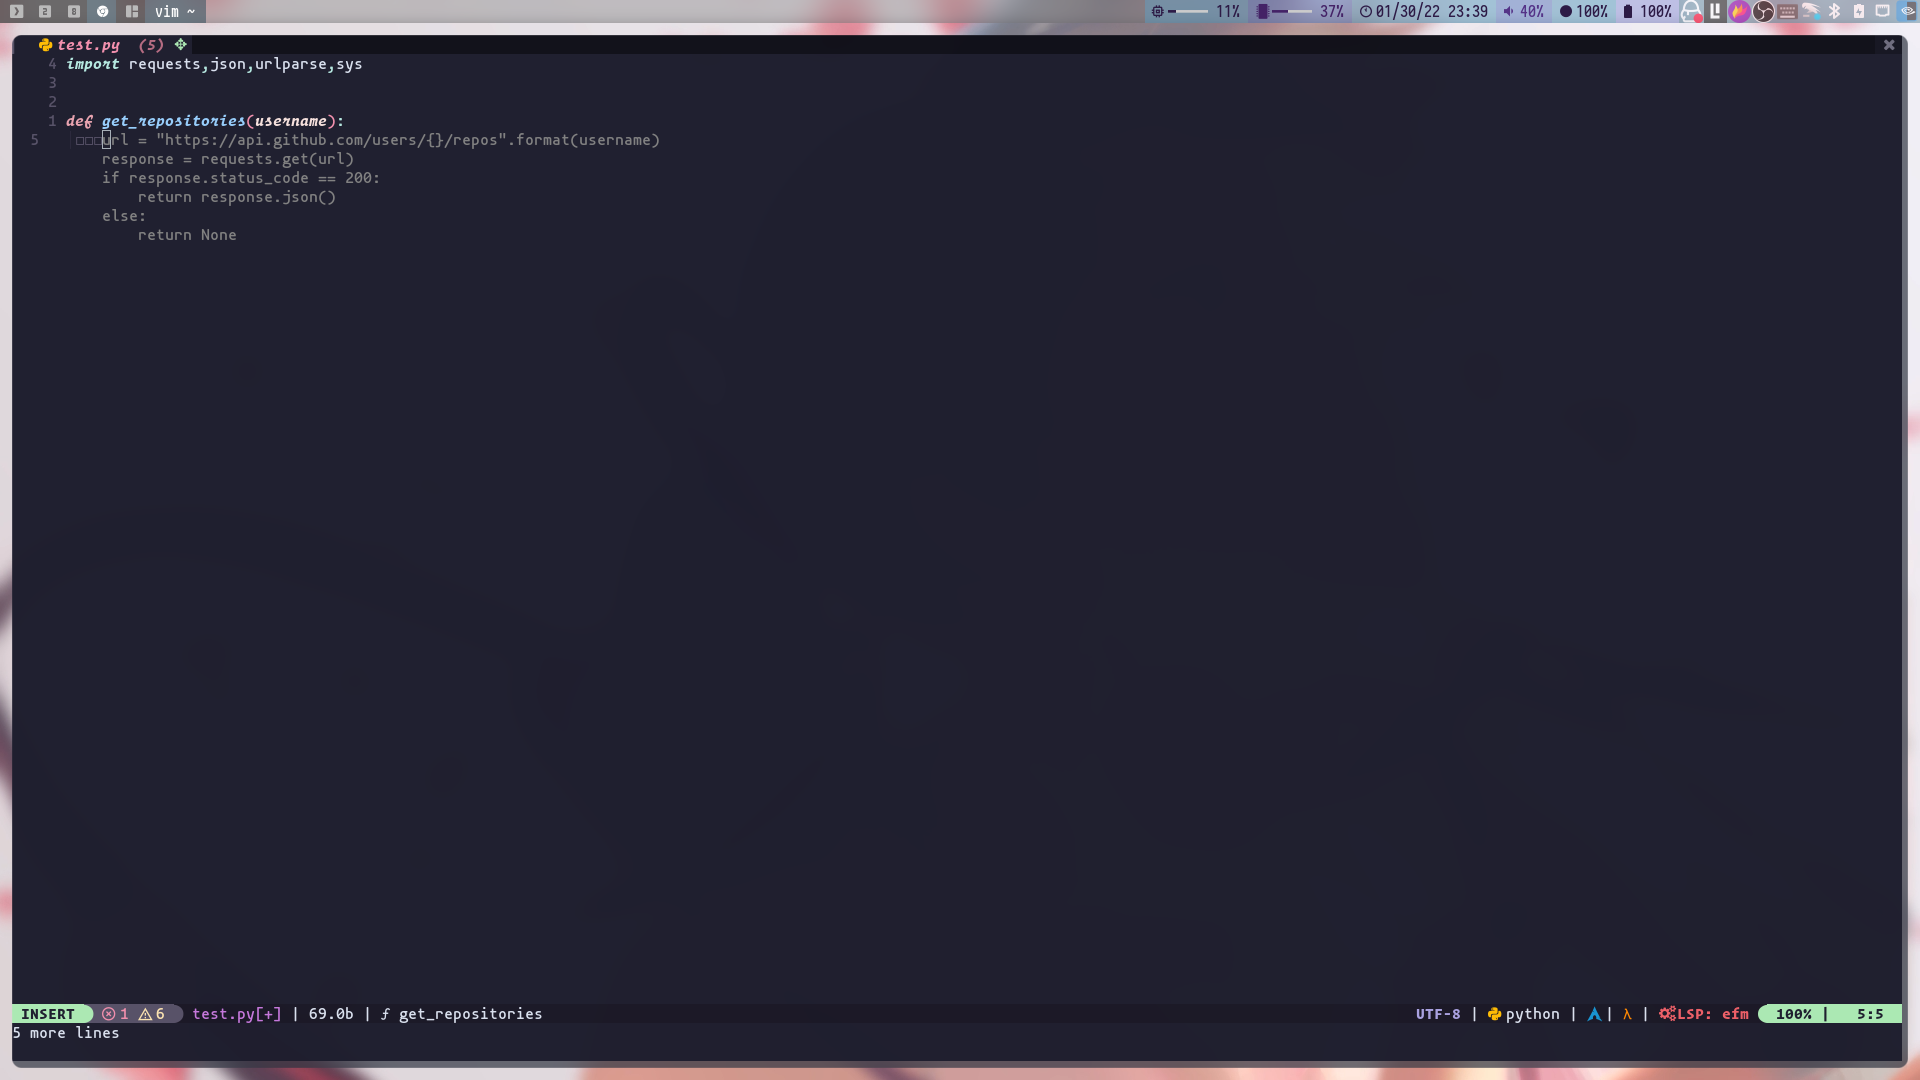 2 vim ~ 11% 37% 01/30/22 23:39 40% 100% 100%
test.py (5)
4 import requests,json,urlparse,sys
3
2
1 def get_repositories(username):
5 url = "https://api.github.com/users/{}/repos".format(username)
response = requests.get(url)
if response.status_code == 200:
return response.json()
else:
return None
INSERT 1 6 test.py[+] | 69.0b | ƒ get_repositories UTF-8 | python | | λ | LSP: efm 100% | 5:5
5 more lines